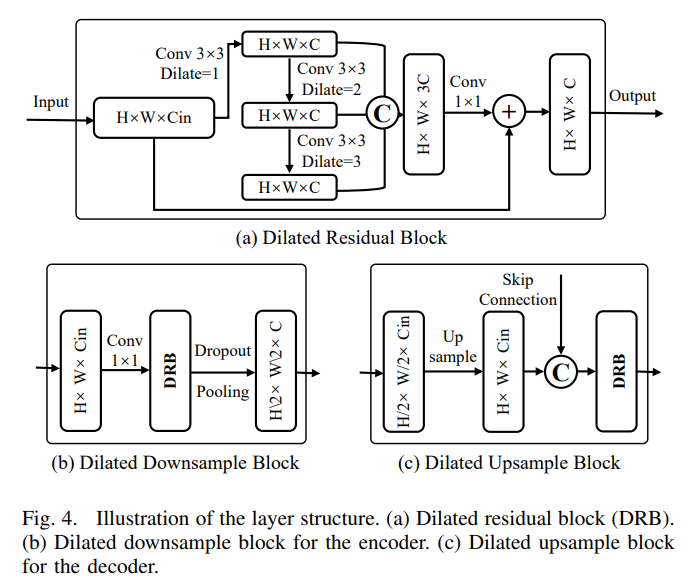 Input
H×W×Cin
Conv 3×3
Dilate=1
H×W×C
Conv 3×3
Dilate=2
H×W×C
Conv 3×3
Dilate=3
H×W×C
C
H× W× 3C
Conv
1×1
+
H× W× C
Output
(a) Dilated Residual Block
H× W× Cin
Conv
1×1
DRB
Dropout
Pooling
H\2× W\2× C
(b) Dilated Downsample Block
H/2× W/2× Cin
Up
sample
H× W× Cin
Skip
Connection
C
DRB
(c) Dilated Upsample Block
Fig. 4. Illustration of the layer structure. (a) Dilated residual block (DRB).
(b) Dilated downsample block for the encoder. (c) Dilated upsample block
for the decoder.